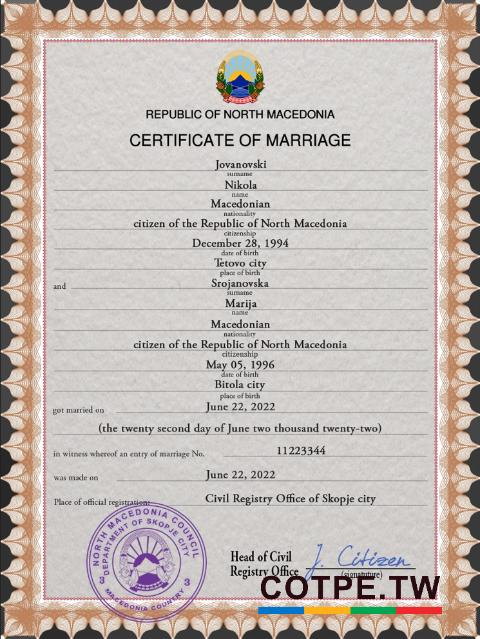 REPUBLIC OF NORTH MACEDONIA
CERTIFICATE OF MARRIAGE
Jovanovski
surname
Nikola
name
Macedonian
nationality
citizen of the Republic of North Macedonia
citizenship
December 28, 1994
date of birth
Tetovo city
place of birth
and Srojanovska
surname
Marija
name
Macedonian
nationality
citizen of the Republic of North Macedonia
citizenship
May 05, 1996
date of birth
Bitola city
place of birth
got married on June 22, 2022
(the twenty second day of June two thousand twenty-two)
in witness whereof an entry of marriage No. 11223344
was made on June 22, 2022
Place of official registration: Civil Registry Office of Skopje city
NORTH MACEDONIA COUNCIL
DEPARTMENT OF SKOPJE CITY
3 3
MACEDONIA COUNTRY
Head of Civil
Registry Office
J. Citizen
(signature)
COTPE.TW